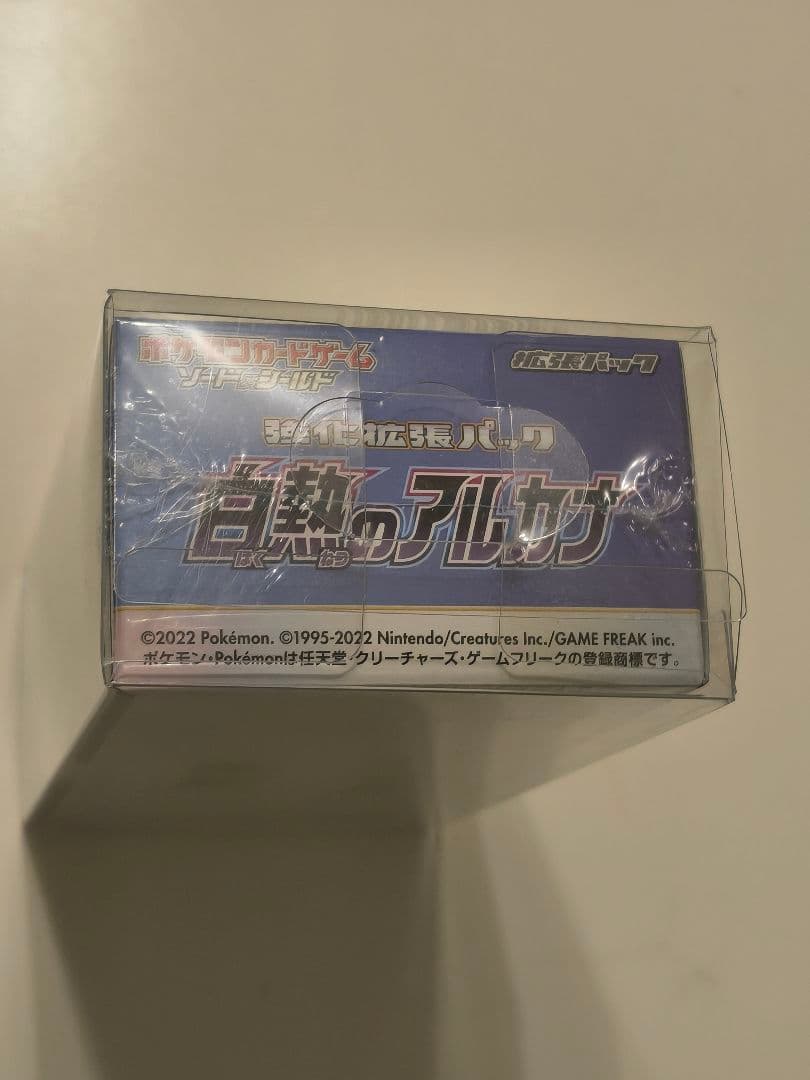 ポケモンカードゲーム
ソード&シールド
拡張パック
強化拡張パック
白熱のアルカナ
びゃく ねつ
©2022 Pokémon. ©1995-2022 Nintendo/Creatures Inc./GAME FREAK inc.
ポケモン・Pokémonは任天堂・クリーチャーズ・ゲームフリークの登録商標です。